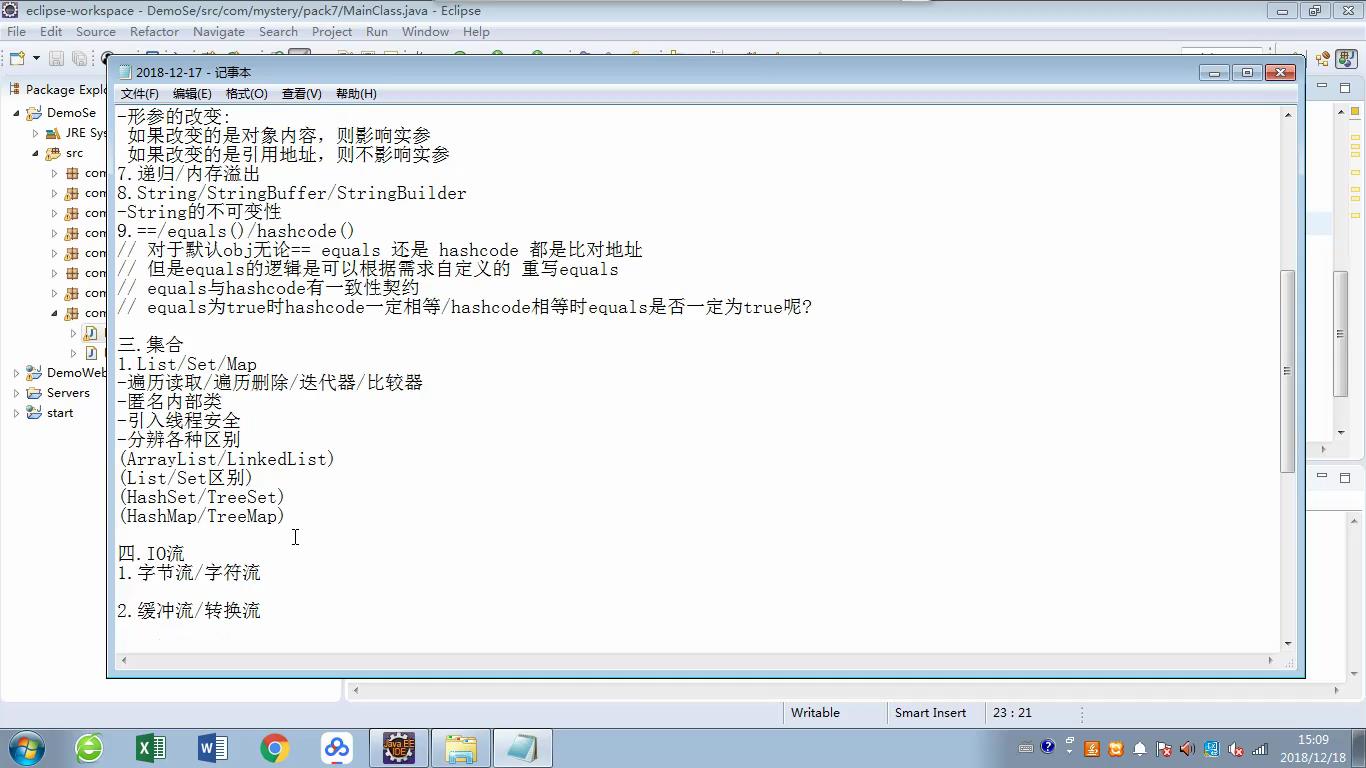 eclipse-workspace - DemoSe/src/com/mystery/pack7/MainClass.java - Eclipse
File Edit Source Refactor Navigate Search Project Run Window Help
2018-12-17 - 记事本
文件(F) 编辑(E) 格式(O) 查看(V) 帮助(H)
Package Explo
DemoSe
JRE Sys
src
com
com
com
com
com
com
com
com
DemoWeb
Servers
start
-形参的改变:
如果改变的是对象内容，则影响实参
如果改变的是引用地址，则不影响实参
7.递归/内存溢出
8.String/StringBuffer/StringBuilder
-String的不可变性
9.==/equals()/hashcode()
// 对于默认obj无论== equals 还是 hashcode 都是比对地址
// 但是equals的逻辑是可以根据需求自定义的 重写equals
// equals与hashcode有一致性契约
// equals为true时hashcode一定相等/hashcode相等时equals是否一定为true呢?
三.集合
1.List/Set/Map
-遍历读取/遍历删除/迭代器/比较器
-匿名内部类
-引入线程安全
-分辨各种区别
(ArrayList/LinkedList)
(List/Set区别)
(HashSet/TreeSet)
(HashMap/TreeMap)
四.IO流
1.字节流/字符流
2.缓冲流/转换流
Writable Smart Insert 23 : 21
15:09
2018/12/18